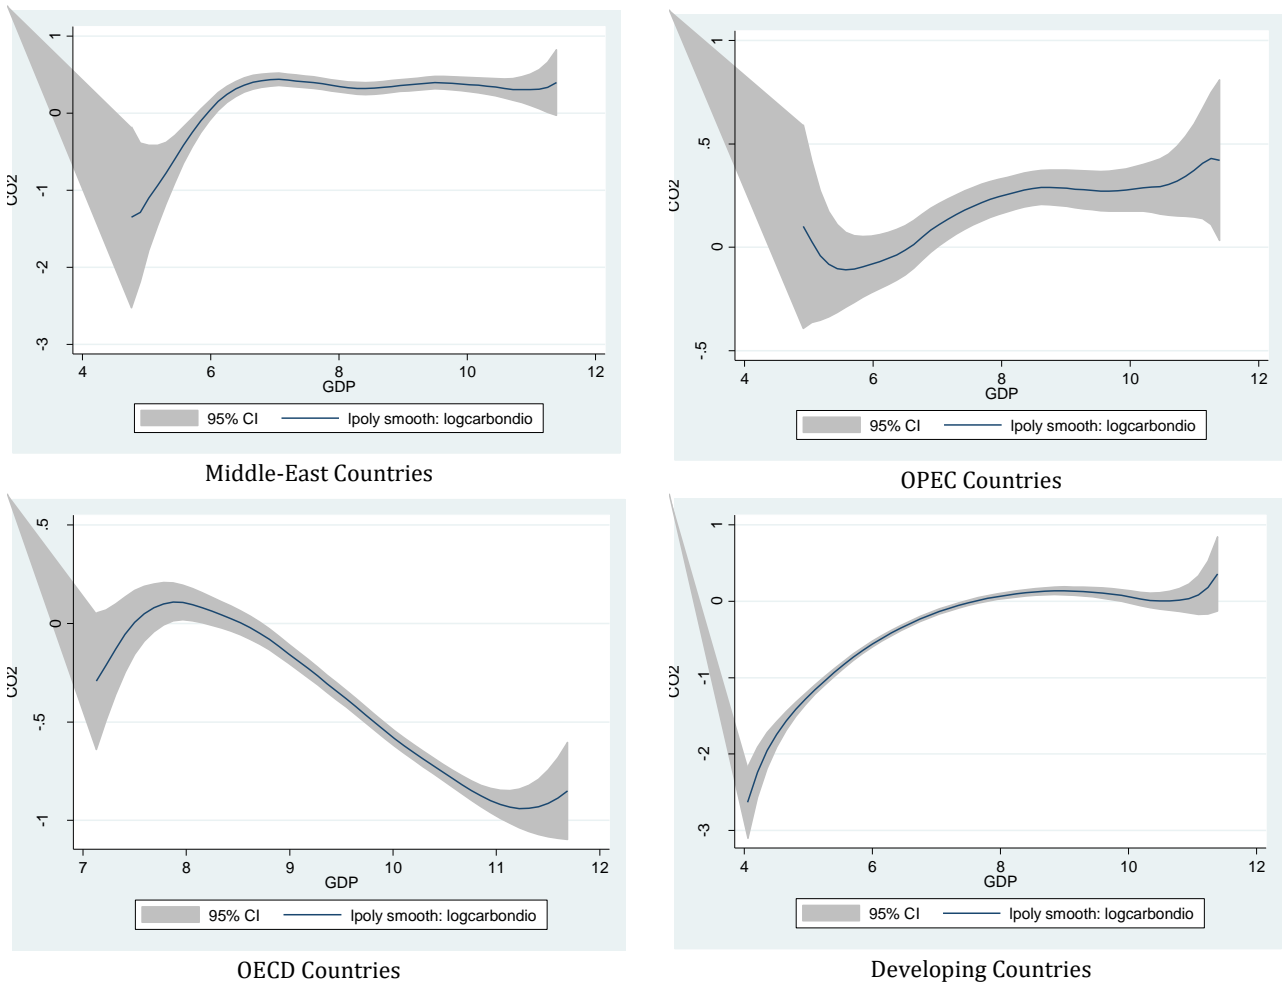 1
0
-1
-2
-3
CO2
4 6 8 10 12
GDP
95% CI lpoly smooth: logcarbondio
Middle-East Countries
1
.5
0
-.5
CO2
4 6 8 10 12
GDP
95% CI lpoly smooth: logcarbondio
OPEC Countries
.5
0
-.5
-1
CO2
7 8 9 10 11 12
GDP
95% CI lpoly smooth: logcarbondio
OECD Countries
1
0
-1
-2
-3
CO2
4 6 8 10 12
GDP
95% CI lpoly smooth: logcarbondio
Developing Countries